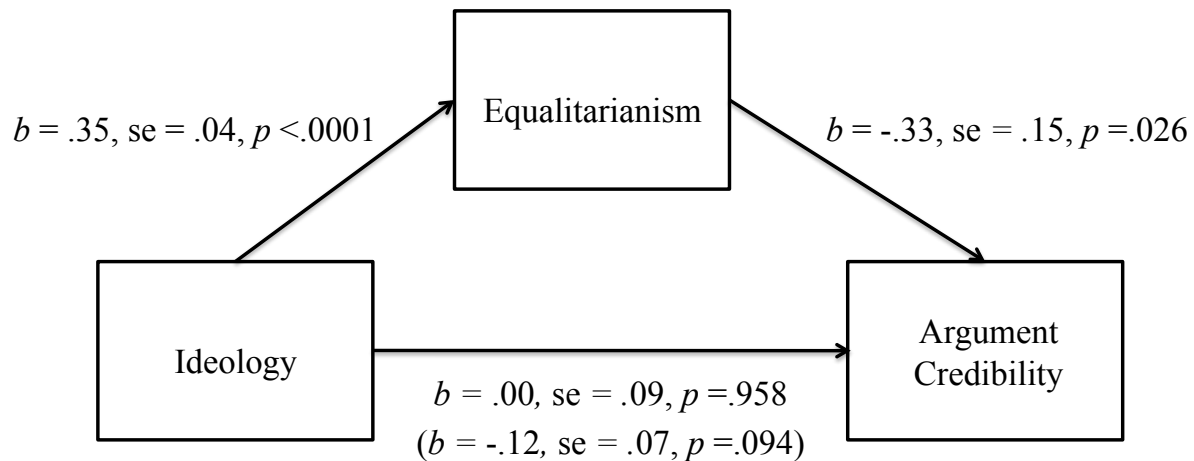 Equalitarianism
b = .35, se = .04, p <.0001
b = -.33, se = .15, p =.026
Ideology
Argument
Credibility
b = .00, se = .09, p =.958
(b = -.12, se = .07, p =.094)